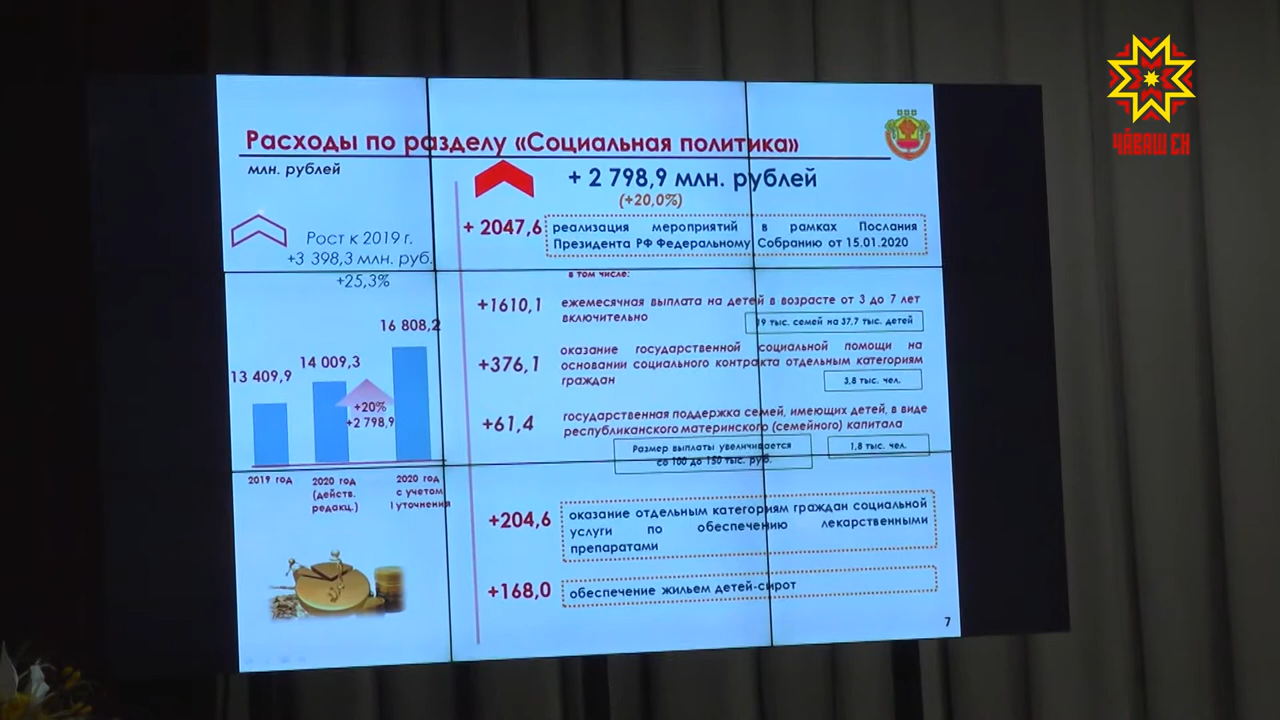 ЧӐВАШ ЕН
Расходы по разделу «Социальная политика»
млн. рублей
Рост к 2019 г.
+3 398,3 млн. руб.
+25,3%
13 409,9
14 009,3
16 808,2
+20%
+2 798,9
2019 год
2020 год
(действ.
редакц.)
2020 год
с учетом
I уточнения
+ 2 798,9 млн. рублей
(+20,0%)
+ 2047,6
реализация мероприятий в рамках Послания
Президента РФ Федеральному Собранию от 15.01.2020
в том числе:
+1610,1
ежемесячная выплата на детей в возрасте от 3 до 7 лет
включительно
тыс. семей на 37,7 тыс. детей
+376,1
оказание государственной социальной помощи на
основании социального контракта отдельным категориям
граждан
3,8 тыс. чел.
+61,4
государственная поддержка семей, имеющих детей, в виде
республиканского материнского (семейного) капитала
Размер выплаты увеличивается
со 100 до 150 тыс. руб.
1,8 тыс. чел.
+204,6
оказание отдельным категориям граждан социальной
услуги по обеспечению лекарственными
препаратами
+168,0
обеспечение жильем детей-сирот
7